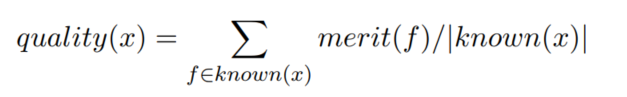 quality(x) = ∑ merit(f)/|known(x)|
f∈known(x)